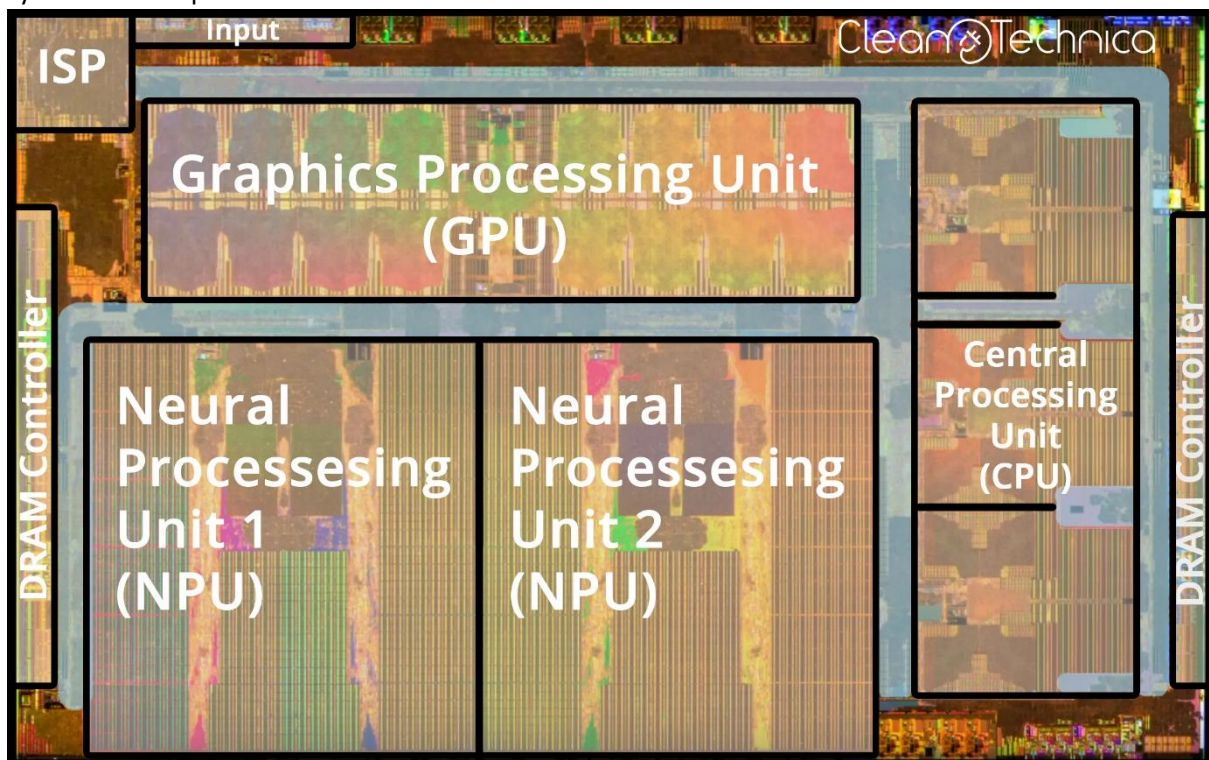 Input
ISP
CleanTechnica
Graphics Processing Unit
(GPU)
DRAM Controller
Neural
Processesing
Unit 1
(NPU)
Neural
Processesing
Unit 2
(NPU)
Central
Processing
Unit
(CPU)
DRAM Controller